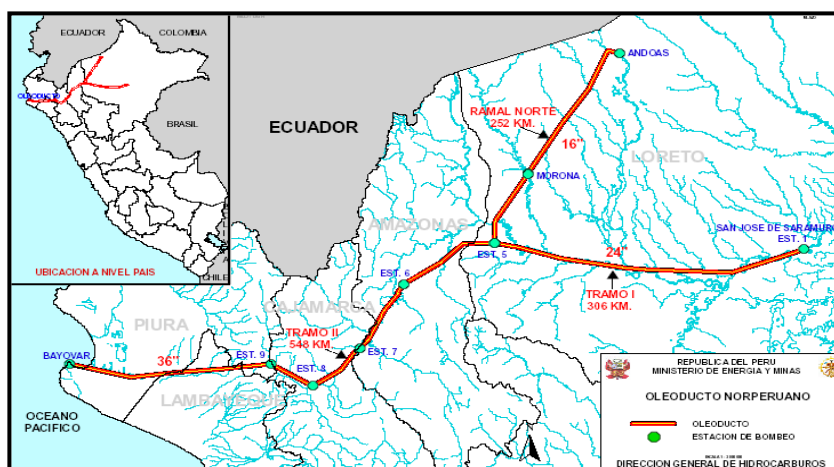 ECUADOR
COLOMBIA
OLEODUCTO
BRASIL
UBICACION A NIVEL PAIS
CHILE
ECUADOR
ANDOAS
RAMAL NORTE
252 KM.
16"
LORETO
MORONA
AMAZONAS
SAN JOSE DE SARAMURO
EST. 1
EST. 5
24"
TRAMO I
306 KM.
EST. 6
CAJAMARCA
PIURA
TRAMO II
548 KM.
EST. 7
BAYOVAR
36"
EST. 9
EST. 8
LAMBAYEQUE
OCEANO
PACIFICO
REPUBLICA DEL PERU
MINISTERIO DE ENERGIA Y MINAS
OLEODUCTO NORPERUANO
OLEODUCTO
ESTACION DE BOMBEO
DIRECCION GENERAL DE HIDROCARBUROS